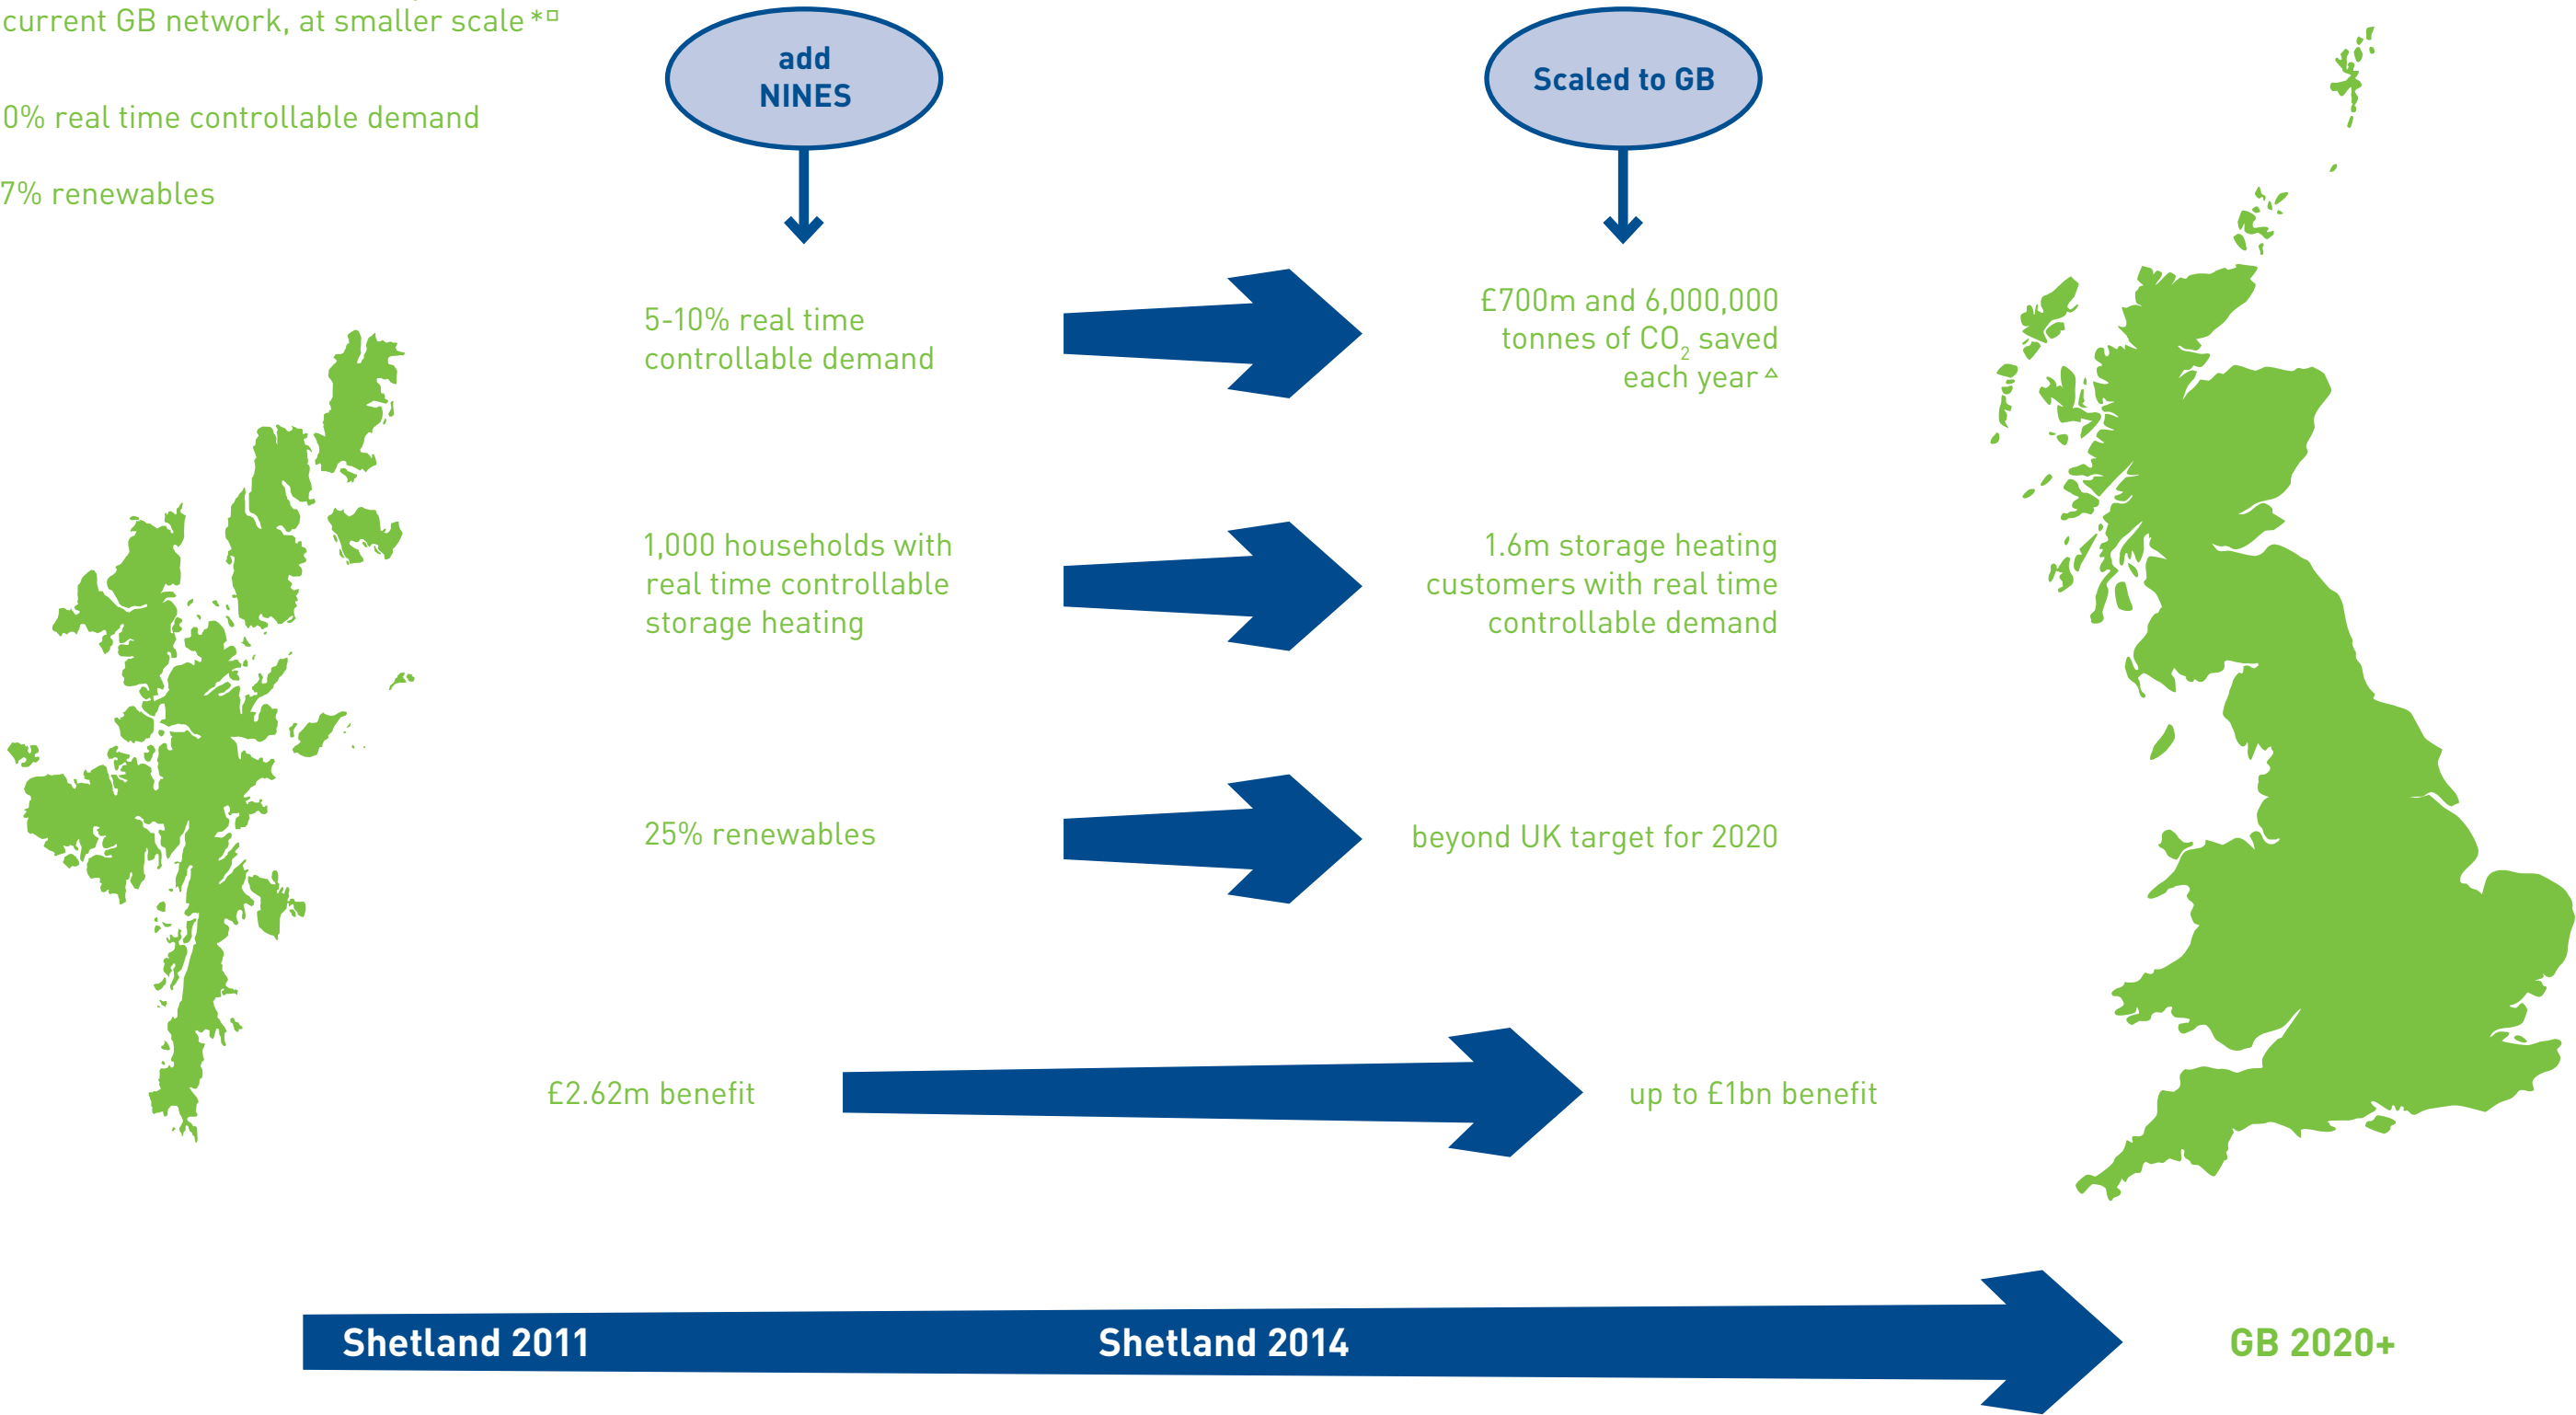 current GB network, at smaller scale *□
0% real time controllable demand
7% renewables
add
NINES
Scaled to GB
5-10% real time
controllable demand
£700m and 6,000,000
tonnes of CO₂ saved
each year △
1,000 households with
real time controllable
storage heating
1.6m storage heating
customers with real time
controllable demand
25% renewables
beyond UK target for 2020
£2.62m benefit
up to £1bn benefit
Shetland 2011
Shetland 2014
GB 2020+